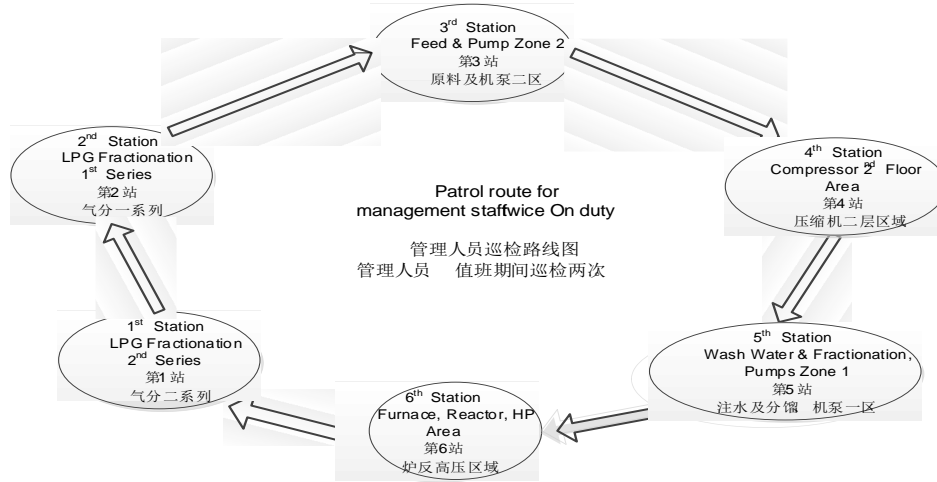 3rd Station
Feed & Pump Zone 2
第3站
原料及机泵二区
2nd Station
LPG Fractionation
1st Series
第2站
气分一系列
4th Station
Compressor 2nd Floor
Area
第4站
压缩机二层区域
Patrol route for
management staffwice On duty
管理人员巡检路线图
管理人员 值班期间巡检两次
1st Station
LPG Fractionation
2nd Series
第1站
气分二系列
5th Station
Wash Water & Fractionation,
Pumps Zone 1
第5站
注水及分馏 机泵一区
6th Station
Furnace, Reactor, HP
Area
第6站
炉反高压区域